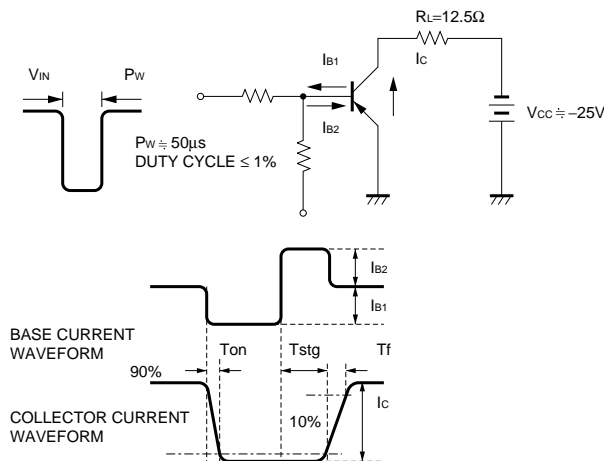 RL=12.5Ω
IB1
IC
VIN
PW
IB2
VCC ≒ −25V
PW ≒ 50µs
DUTY CYCLE ≤ 1%
IB2
IB1
BASE CURRENT
WAVEFORM
Ton
Tstg
Tf
90%
IC
10%
COLLECTOR CURRENT
WAVEFORM